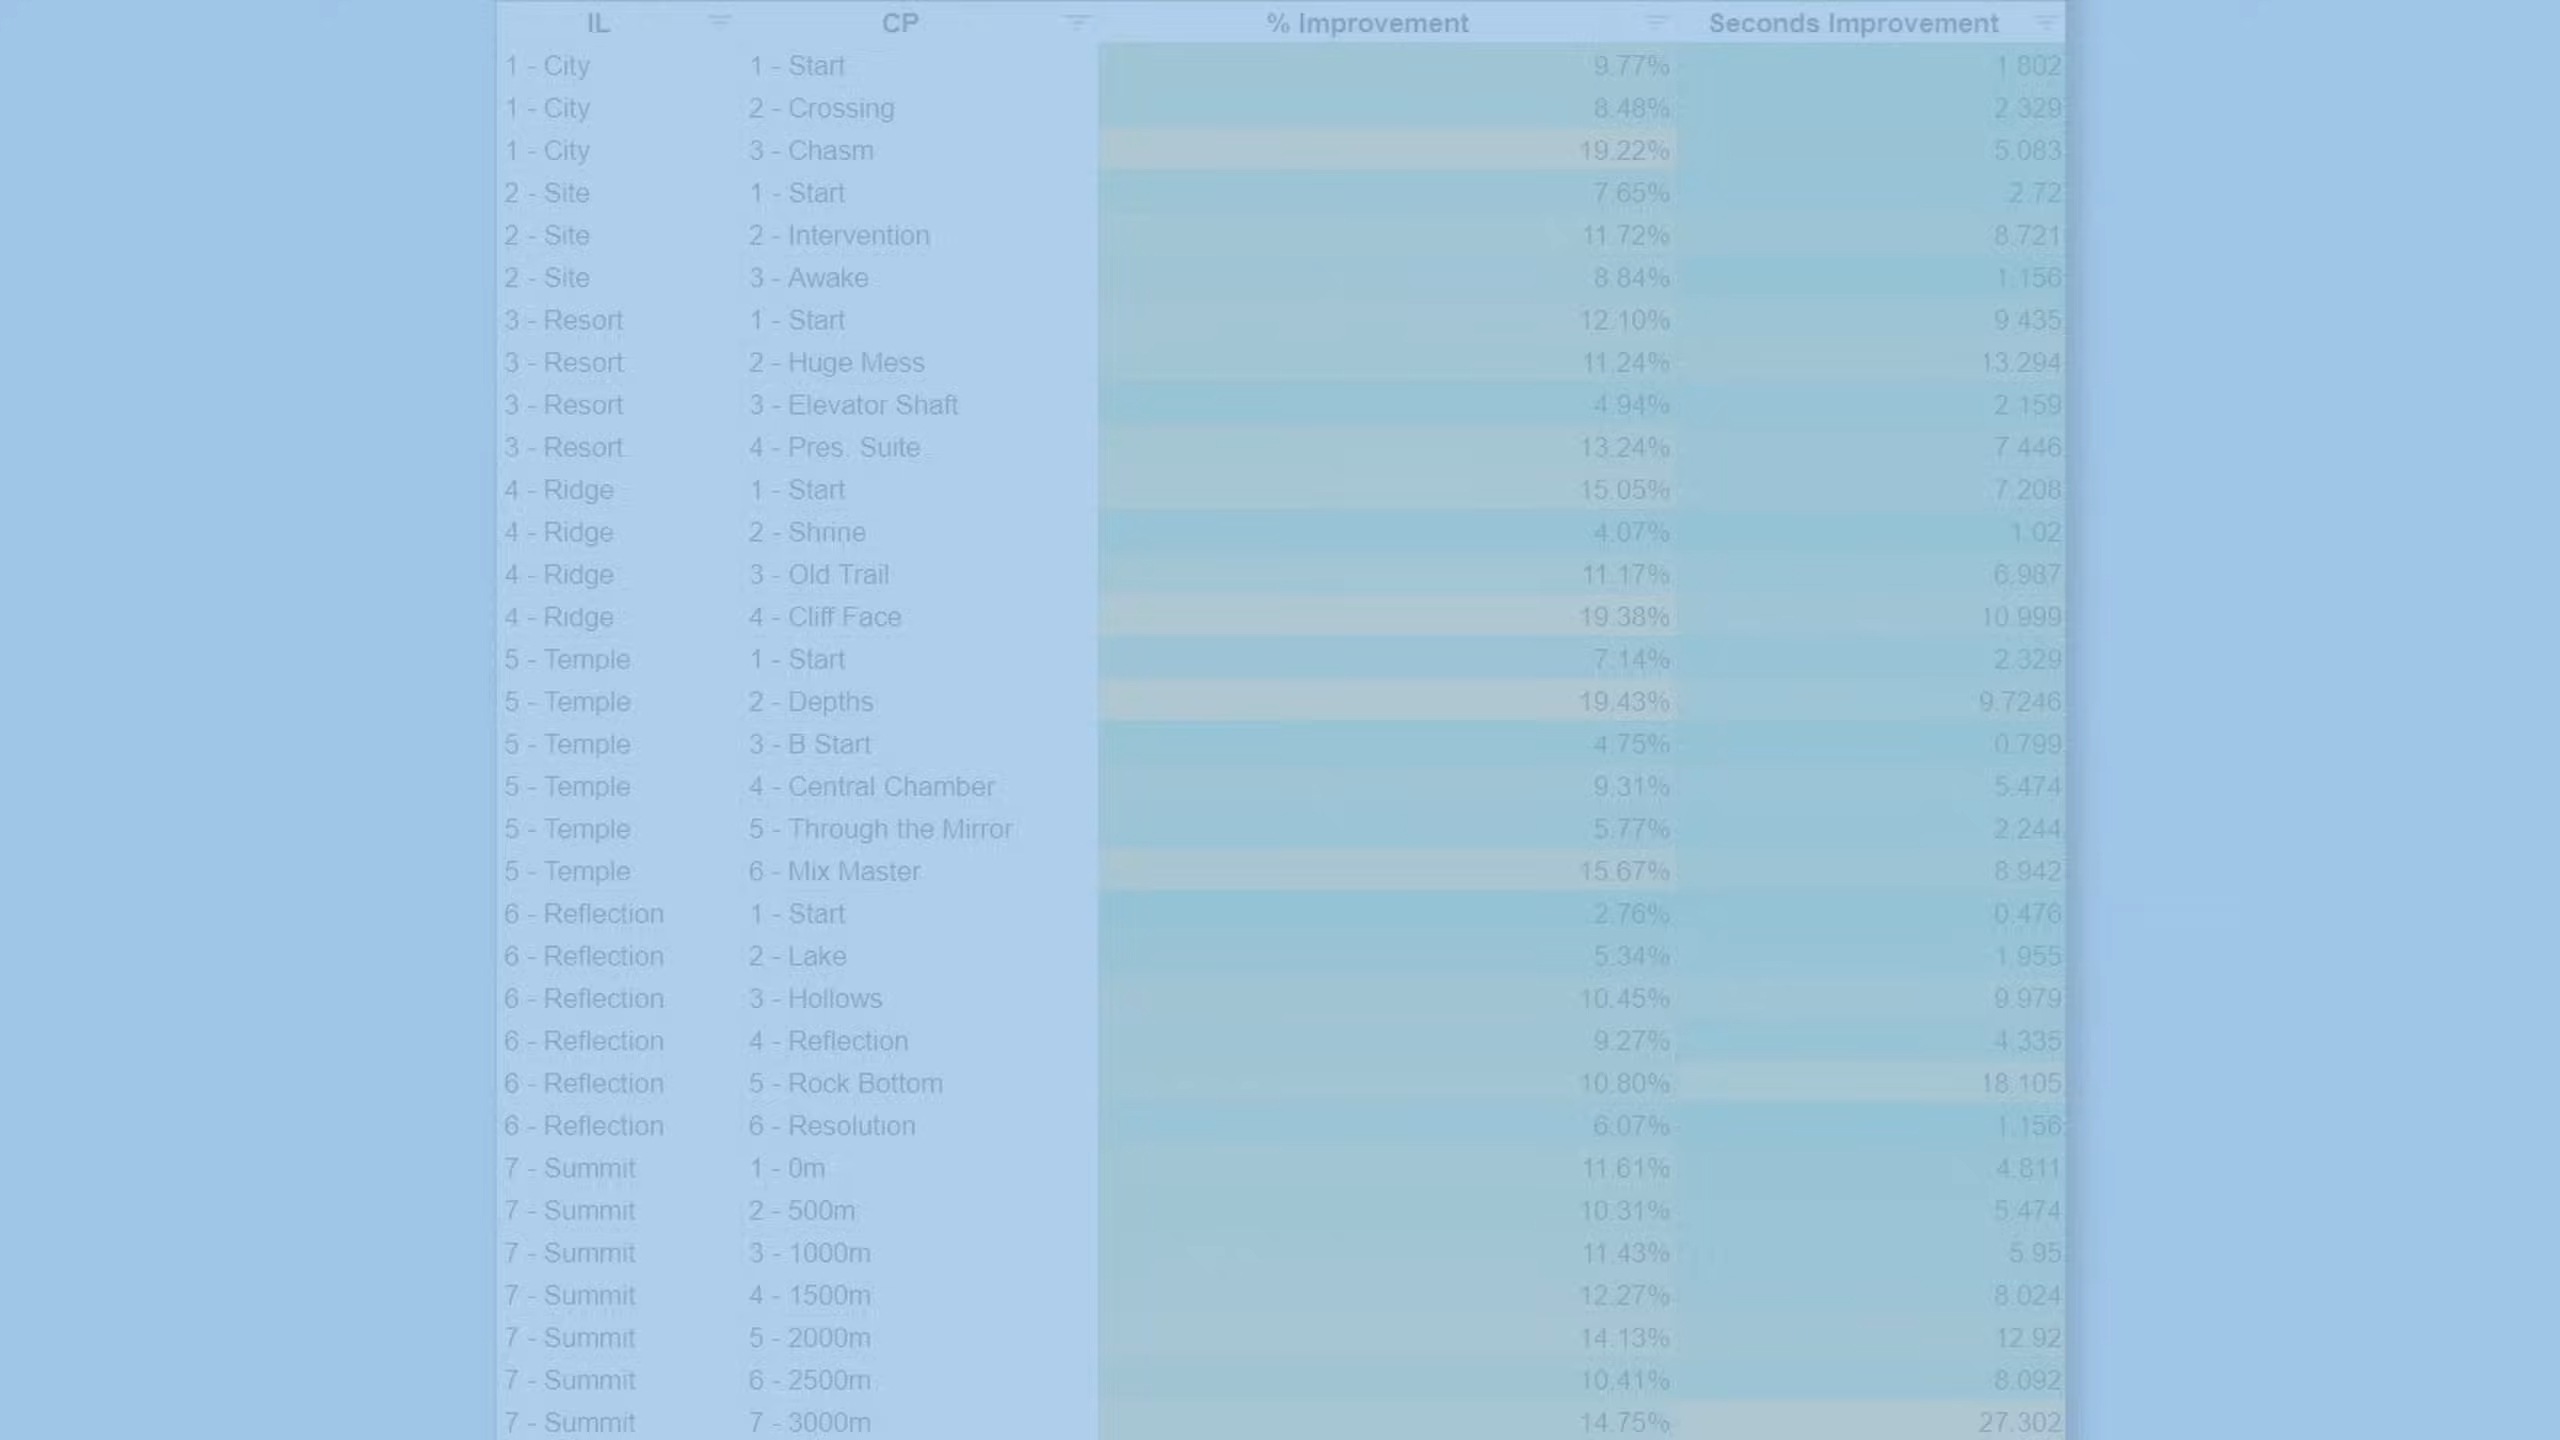 IL CP % Improvement Seconds Improvement
1 - City 1 - Start 9.77% 1.802
1 - City 2 - Crossing 8.48% 2.329
1 - City 3 - Chasm 19.22% 5.083
2 - Site 1 - Start 7.65% 2.72
2 - Site 2 - Intervention 11.72% 8.721
2 - Site 3 - Awake 8.84% 1.156
3 - Resort 1 - Start 12.10% 9.435
3 - Resort 2 - Huge Mess 11.24% 13.294
3 - Resort 3 - Elevator Shaft 4.94% 2.159
3 - Resort 4 - Pres. Suite 13.24% 7.446
4 - Ridge 1 - Start 15.05% 7.208
4 - Ridge 2 - Shrine 4.07% 1.02
4 - Ridge 3 - Old Trail 11.17% 6.987
4 - Ridge 4 - Cliff Face 19.38% 10.999
5 - Temple 1 - Start 7.14% 2.329
5 - Temple 2 - Depths 19.43% 9.7246
5 - Temple 3 - B Start 4.75% 0.799
5 - Temple 4 - Central Chamber 9.31% 5.474
5 - Temple 5 - Through the Mirror 5.77% 2.244
5 - Temple 6 - Mix Master 15.67% 8.942
6 - Reflection 1 - Start 2.76% 0.476
6 - Reflection 2 - Lake 5.34% 1.955
6 - Reflection 3 - Hollows 10.45% 9.979
6 - Reflection 4 - Reflection 9.27% 4.335
6 - Reflection 5 - Rock Bottom 10.80% 18.105
6 - Reflection 6 - Resolution 6.07% 1.156
7 - Summit 1 - 0m 11.61% 4.811
7 - Summit 2 - 500m 10.31% 5.474
7 - Summit 3 - 1000m 11.43% 5.95
7 - Summit 4 - 1500m 12.27% 8.024
7 - Summit 5 - 2000m 14.13% 12.92
7 - Summit 6 - 2500m 10.41% 8.092
7 - Summit 7 - 3000m 14.75% 27.302